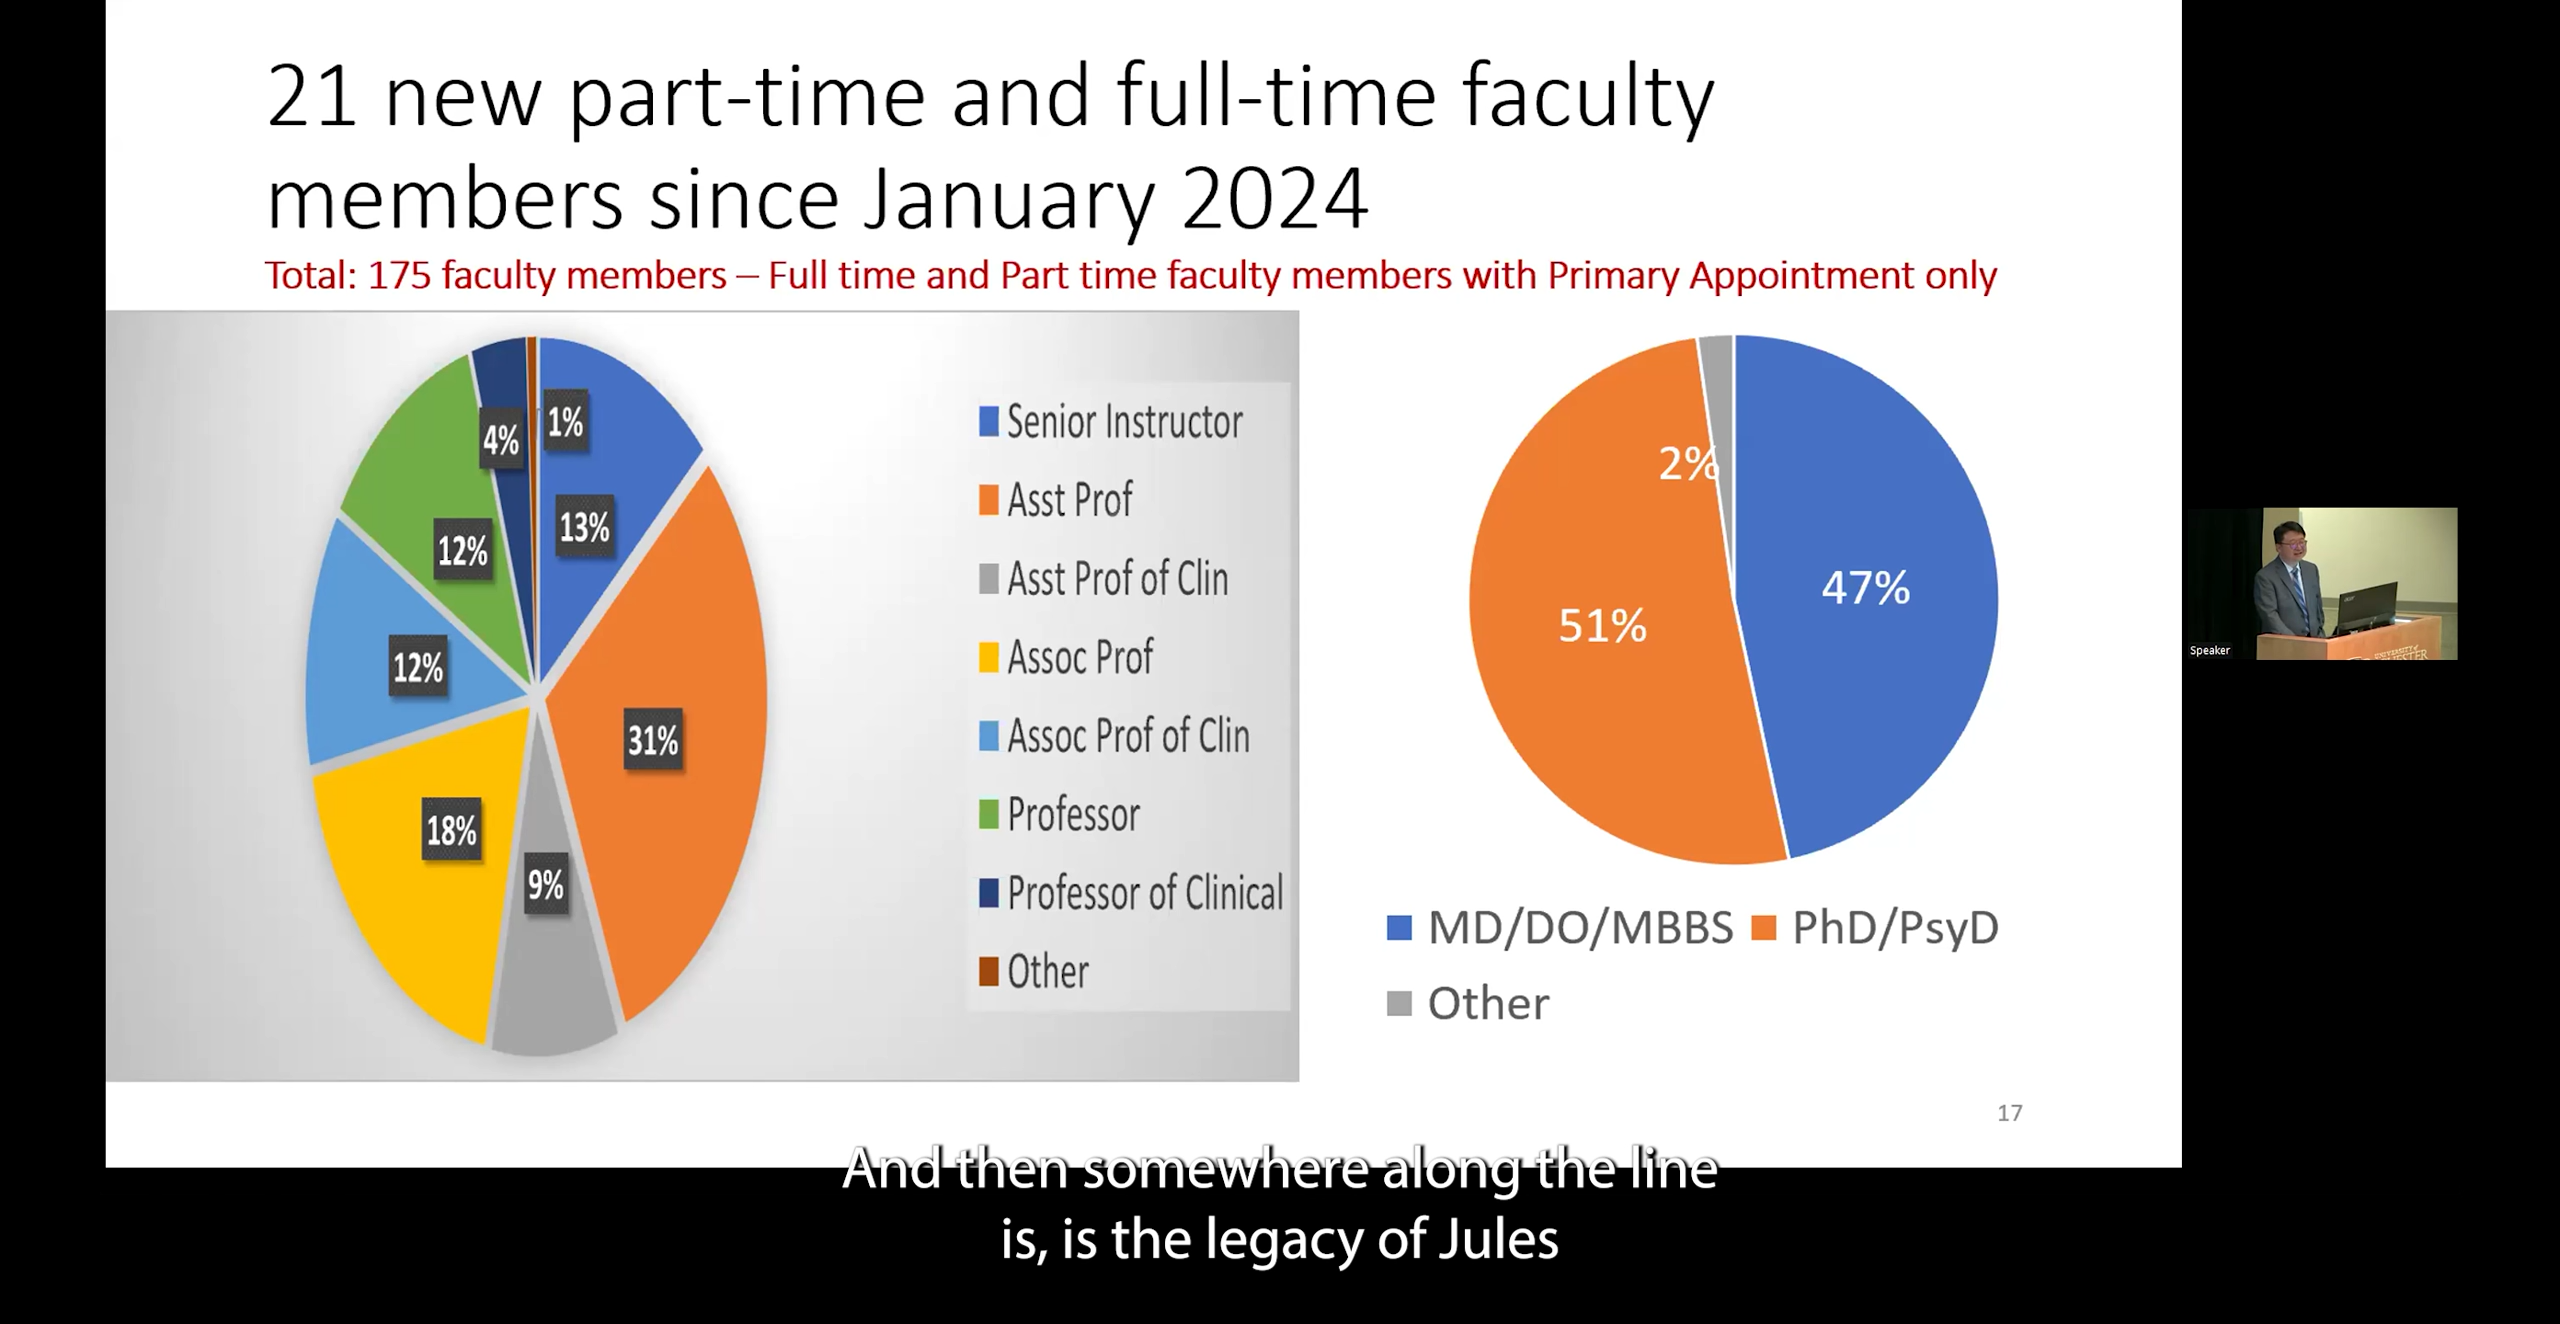 21 new part-time and full-time faculty
members since January 2024
Total: 175 faculty members – Full time and Part time faculty members with Primary Appointment only
1%
4%
13%
12%
12%
31%
18%
9%
Senior Instructor
Asst Prof
Asst Prof of Clin
Assoc Prof
Assoc Prof of Clin
Professor
Professor of Clinical
Other
2%
47%
51%
MD/DO/MBBS
PhD/PsyD
Other
17
Speaker
UNIVERSITY of
And then somewhere along the line
is, is the legacy of Jules